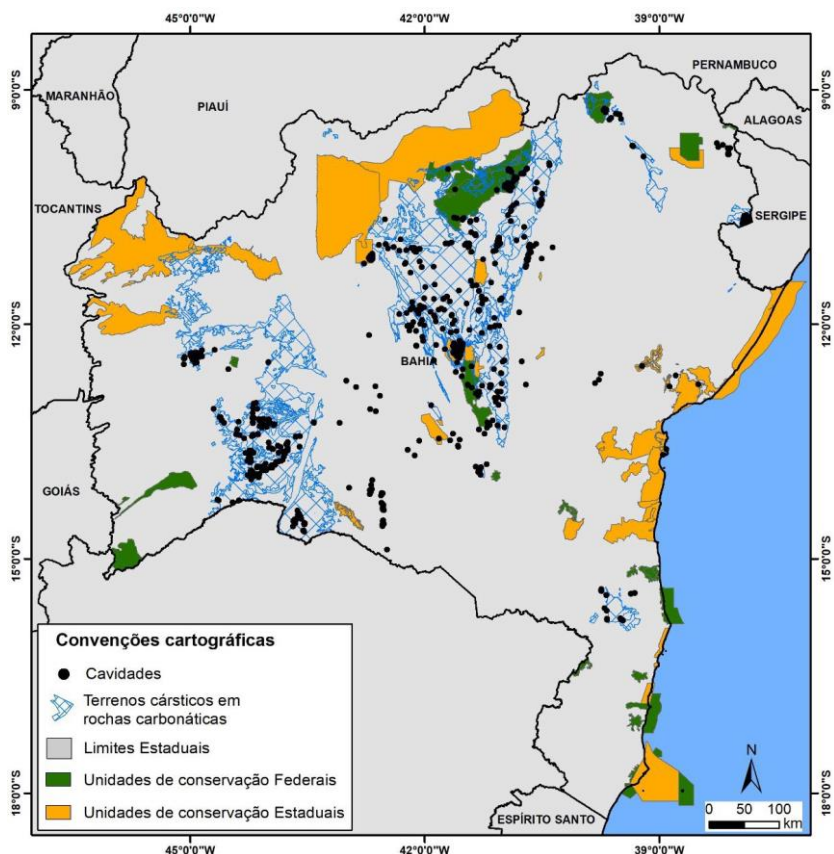 45°0'0"W
42°0'0"W
39°0'0"W
PERNAMBUCO
MARANHÃO
9°0'0"S
9°0'0"S
PIAUÍ
ALAGOAS
TOCANTINS
SERGIPE
12°0'0"S
12°0'0"S
BAHIA
GOIÁS
15°0'0"S
15°0'0"S
Convenções cartográficas
Cavidades
Terrenos cársticos em
rochas carbonáticas
Limites Estaduais
Unidades de conservação Federais
Unidades de conservação Estaduais
N
18°0'0"S
18°0'0"S
ESPÍRITO SANTO
0 50 100
km
45°0'0"W
42°0'0"W
39°0'0"W